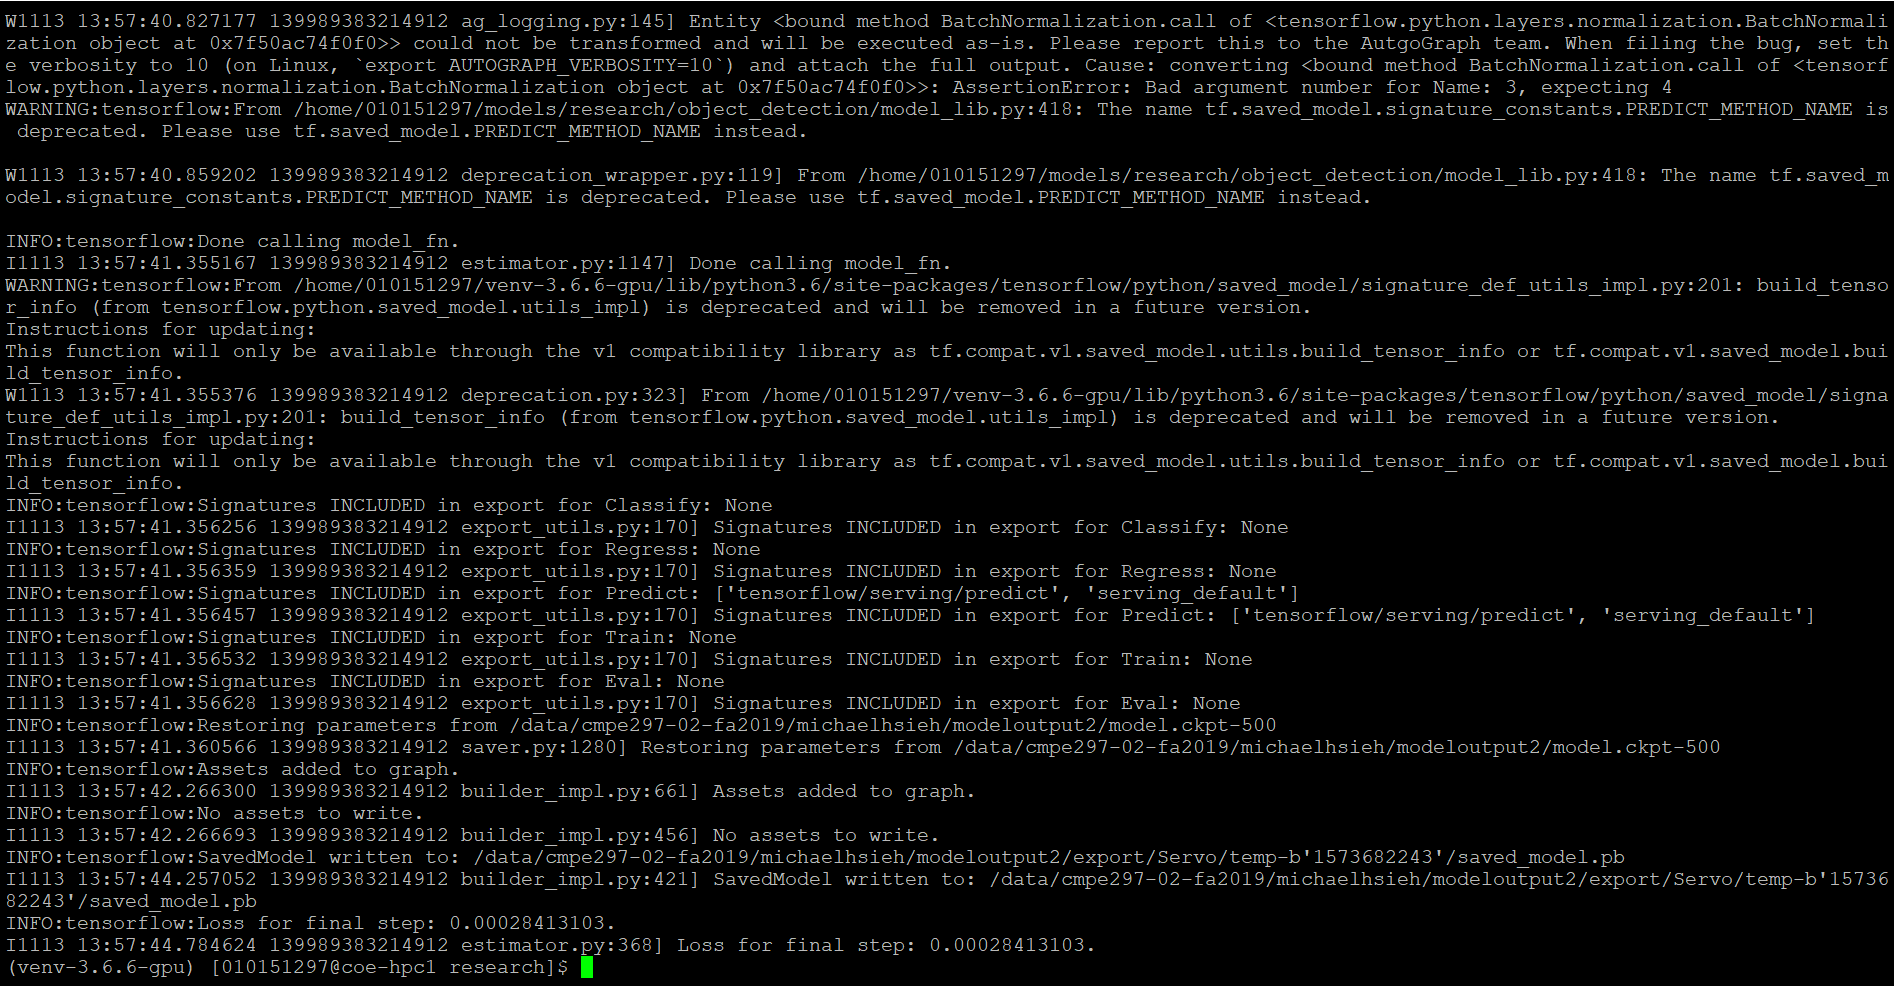 W1113 13:57:40.827177 139989383214912 ag_logging.py:145] Entity <bound method BatchNormalization.call of <tensorflow.python.layers.normalization.BatchNormali
zation object at 0x7f50ac74f0f0>> could not be transformed and will be executed as-is. Please report this to the AutgoGraph team. When filing the bug, set th
e verbosity to 10 (on Linux, `export AUTOGRAPH_VERBOSITY=10`) and attach the full output. Cause: converting <bound method BatchNormalization.call of <tensorf
low.python.layers.normalization.BatchNormalization object at 0x7f50ac74f0f0>>: AssertionError: Bad argument number for Name: 3, expecting 4
WARNING:tensorflow:From /home/010151297/models/research/object_detection/model_lib.py:418: The name tf.saved_model.signature_constants.PREDICT_METHOD_NAME is
 deprecated. Please use tf.saved_model.PREDICT_METHOD_NAME instead.

W1113 13:57:40.859202 139989383214912 deprecation_wrapper.py:119] From /home/010151297/models/research/object_detection/model_lib.py:418: The name tf.saved_m
odel.signature_constants.PREDICT_METHOD_NAME is deprecated. Please use tf.saved_model.PREDICT_METHOD_NAME instead.

INFO:tensorflow:Done calling model_fn.
I1113 13:57:41.355167 139989383214912 estimator.py:1147] Done calling model_fn.
WARNING:tensorflow:From /home/010151297/venv-3.6.6-gpu/lib/python3.6/site-packages/tensorflow/python/saved_model/signature_def_utils_impl.py:201: build_tenso
r_info (from tensorflow.python.saved_model.utils_impl) is deprecated and will be removed in a future version.
Instructions for updating:
This function will only be available through the v1 compatibility library as tf.compat.v1.saved_model.utils.build_tensor_info or tf.compat.v1.saved_model.bui
ld_tensor_info.
W1113 13:57:41.355376 139989383214912 deprecation.py:323] From /home/010151297/venv-3.6.6-gpu/lib/python3.6/site-packages/tensorflow/python/saved_model/signa
ture_def_utils_impl.py:201: build_tensor_info (from tensorflow.python.saved_model.utils_impl) is deprecated and will be removed in a future version.
Instructions for updating:
This function will only be available through the v1 compatibility library as tf.compat.v1.saved_model.utils.build_tensor_info or tf.compat.v1.saved_model.bui
ld_tensor_info.
INFO:tensorflow:Signatures INCLUDED in export for Classify: None
I1113 13:57:41.356256 139989383214912 export_utils.py:170] Signatures INCLUDED in export for Classify: None
INFO:tensorflow:Signatures INCLUDED in export for Regress: None
I1113 13:57:41.356359 139989383214912 export_utils.py:170] Signatures INCLUDED in export for Regress: None
INFO:tensorflow:Signatures INCLUDED in export for Predict: ['tensorflow/serving/predict', 'serving_default']
I1113 13:57:41.356457 139989383214912 export_utils.py:170] Signatures INCLUDED in export for Predict: ['tensorflow/serving/predict', 'serving_default']
INFO:tensorflow:Signatures INCLUDED in export for Train: None
I1113 13:57:41.356532 139989383214912 export_utils.py:170] Signatures INCLUDED in export for Train: None
INFO:tensorflow:Signatures INCLUDED in export for Eval: None
I1113 13:57:41.356628 139989383214912 export_utils.py:170] Signatures INCLUDED in export for Eval: None
INFO:tensorflow:Restoring parameters from /data/cmpe297-02-fa2019/michaelhsieh/modeloutput2/model.ckpt-500
I1113 13:57:41.360566 139989383214912 saver.py:1280] Restoring parameters from /data/cmpe297-02-fa2019/michaelhsieh/modeloutput2/model.ckpt-500
INFO:tensorflow:Assets added to graph.
I1113 13:57:42.266300 139989383214912 builder_impl.py:661] Assets added to graph.
INFO:tensorflow:No assets to write.
I1113 13:57:42.266693 139989383214912 builder_impl.py:456] No assets to write.
INFO:tensorflow:SavedModel written to: /data/cmpe297-02-fa2019/michaelhsieh/modeloutput2/export/Servo/temp-b'1573682243'/saved_model.pb
I1113 13:57:44.257052 139989383214912 builder_impl.py:421] SavedModel written to: /data/cmpe297-02-fa2019/michaelhsieh/modeloutput2/export/Servo/temp-b'15736
82243'/saved_model.pb
INFO:tensorflow:Loss for final step: 0.00028413103.
I1113 13:57:44.784624 139989383214912 estimator.py:368] Loss for final step: 0.00028413103.
(venv-3.6.6-gpu) [010151297@coe-hpc1 research]$